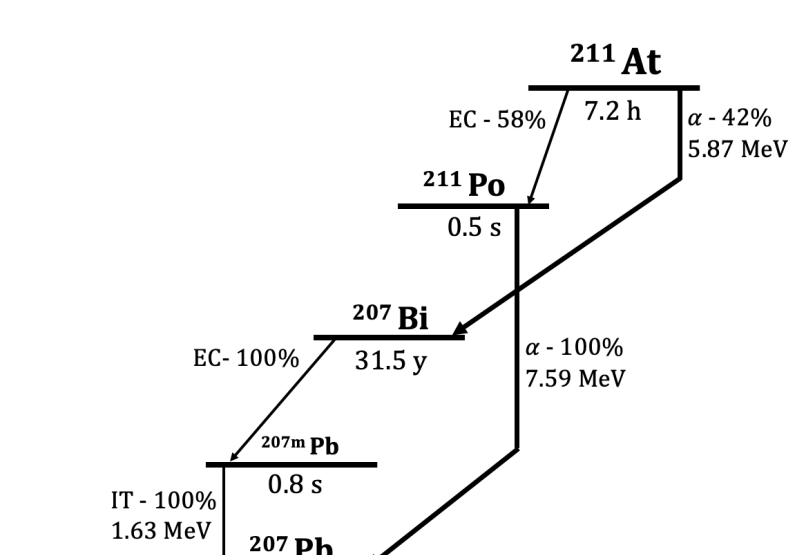 ²¹¹At
EC - 58%
7.2 h
α - 42%
5.87 MeV
²¹¹Po
0.5 s
²⁰⁷Bi
EC- 100%
31.5 y
α - 100%
7.59 MeV
²⁰⁷ᵐPb
0.8 s
IT - 100%
1.63 MeV
²⁰⁷Pb